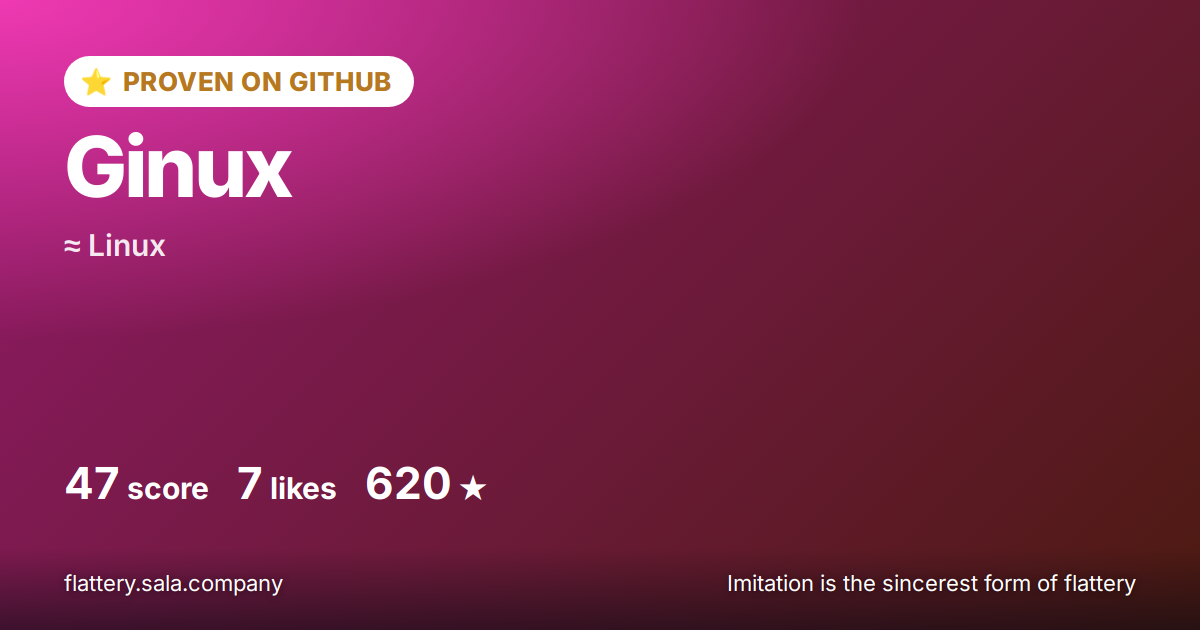 ⭐ PROVEN ON GITHUB
Ginux
≈ Linux
47 score 7 likes 620 ★
flattery.sala.company
Imitation is the sincerest form of flattery